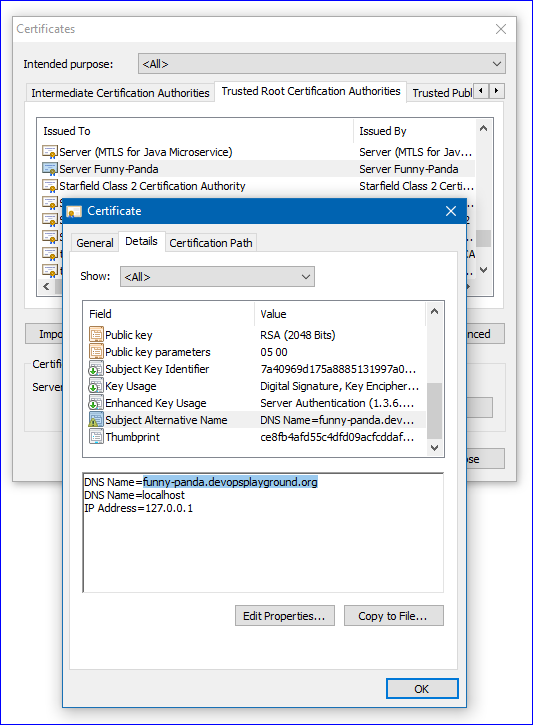 Certificates
Intended purpose: <All>
Intermediate Certification Authorities Trusted Root Certification Authorities Trusted Publ
Issued To Issued By
Server (MTLS for Java Microservice) Server (MTLS for Jav...
Server Funny-Panda Server Funny-Panda
Starfield Class 2 Certification Authority Starfield Class 2 Certi...
Certificate
General Details Certification Path
Show: <All>
Field Value
Public key RSA (2048 Bits)
Public key parameters 05 00
Subject Key Identifier 7a40969d175a8885131997a0...
Key Usage Digital Signature, Key Encipher...
Enhanced Key Usage Server Authentication (1.3.6....
Subject Alternative Name DNS Name=funny-panda.dev...
Thumbprint ce8fb4afd55c4dfd09acfcddaf...
DNS Name=funny-panda.devopsplayground.org
DNS Name=localhost
IP Address=127.0.0.1
Edit Properties... Copy to File...
OK